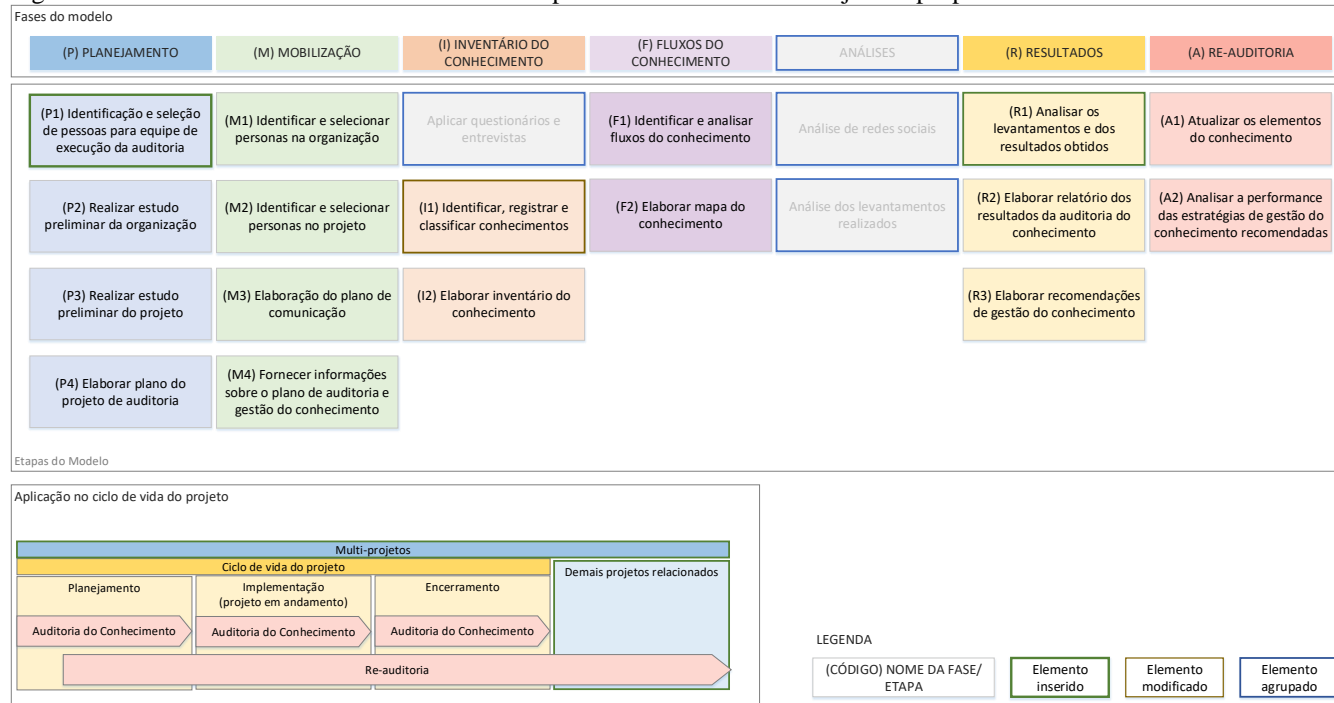 Fases do modelo
(P) PLANEJAMENTO
(M) MOBILIZAÇÃO
(I) INVENTÁRIO DO
CONHECIMENTO
(F) FLUXOS DO
CONHECIMENTO
ANÁLISES
(R) RESULTADOS
(A) RE-AUDITORIA
(P1) Identificação e seleção
de pessoas para equipe de
execução da auditoria
(M1) Identificar e selecionar
personas na organização
Aplicar questionários e
entrevistas
(F1) Identificar e analisar
fluxos do conhecimento
Análise de redes sociais
(R1) Analisar os
levantamentos e dos
resultados obtidos
(A1) Atualizar os elementos
do conhecimento
(P2) Realizar estudo
preliminar da organização
(M2) Identificar e selecionar
personas no projeto
(I1) Identificar, registrar e
classificar conhecimentos
(F2) Elaborar mapa do
conhecimento
Análise dos levantamentos
realizados
(R2) Elaborar relatório dos
resultados da auditoria do
conhecimento
(A2) Analisar a performance
das estratégias de gestão do
conhecimento recomendadas
(P3) Realizar estudo
preliminar do projeto
(M3) Elaboração do plano de
comunicação
(I2) Elaborar inventário do
conhecimento
(R3) Elaborar recomendações
de gestão do conhecimento
(P4) Elaborar plano do
projeto de auditoria
(M4) Fornecer informações
sobre o plano de auditoria e
gestão do conhecimento
Etapas do Modelo
Aplicação no ciclo de vida do projeto
Multi-projetos
Ciclo de vida do projeto
Demais projetos relacionados
Planejamento
Implementação
(projeto em andamento)
Encerramento
Auditoria do Conhecimento
Auditoria do Conhecimento
Auditoria do Conhecimento
Re-auditoria
LEGENDA
(CÓDIGO) NOME DA FASE/
ETAPA
Elemento
inserido
Elemento
modificado
Elemento
agrupado